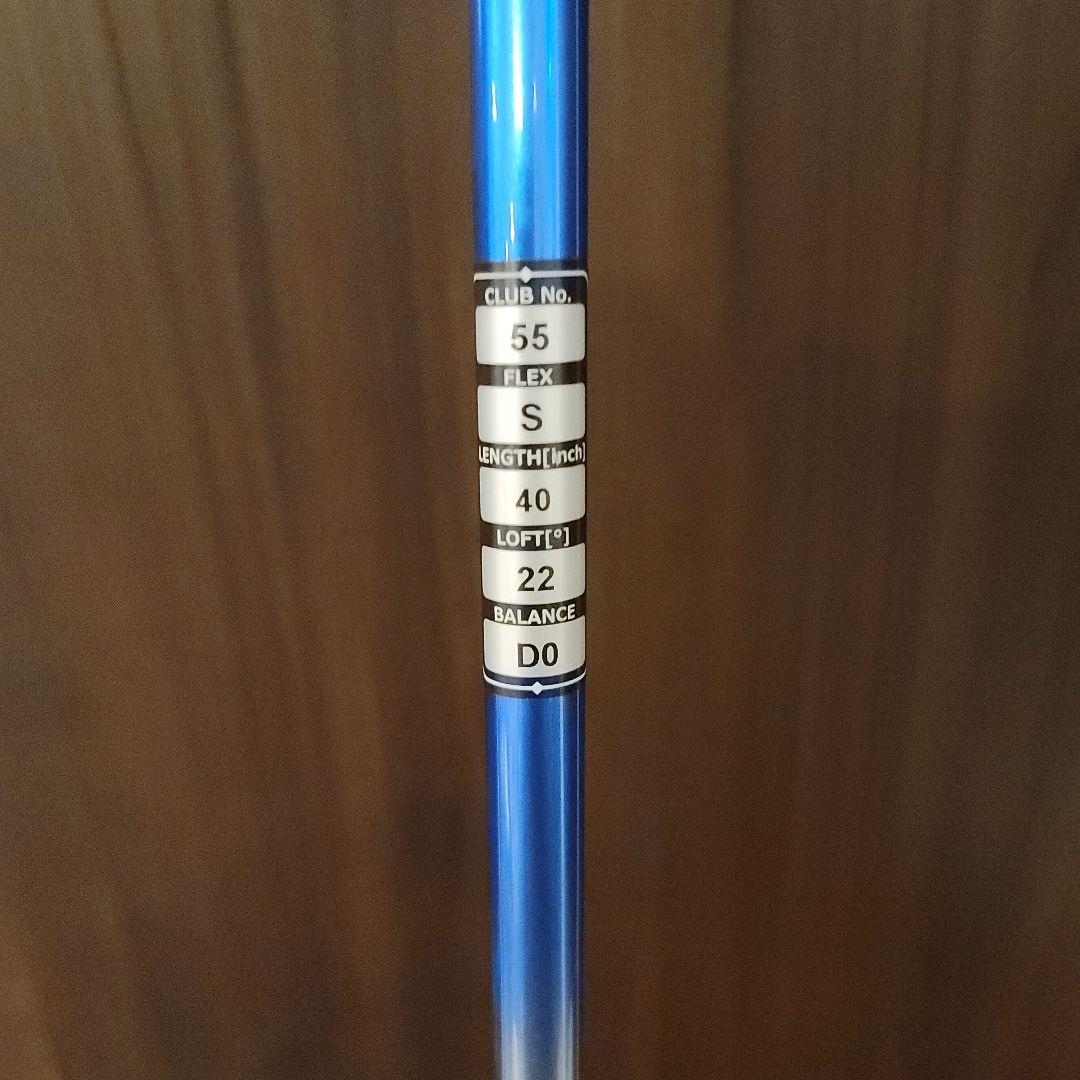 CLUB No.
55
FLEX
S
LENGTH[Inch]
40
LOFT[°]
22
BALANCE
D0